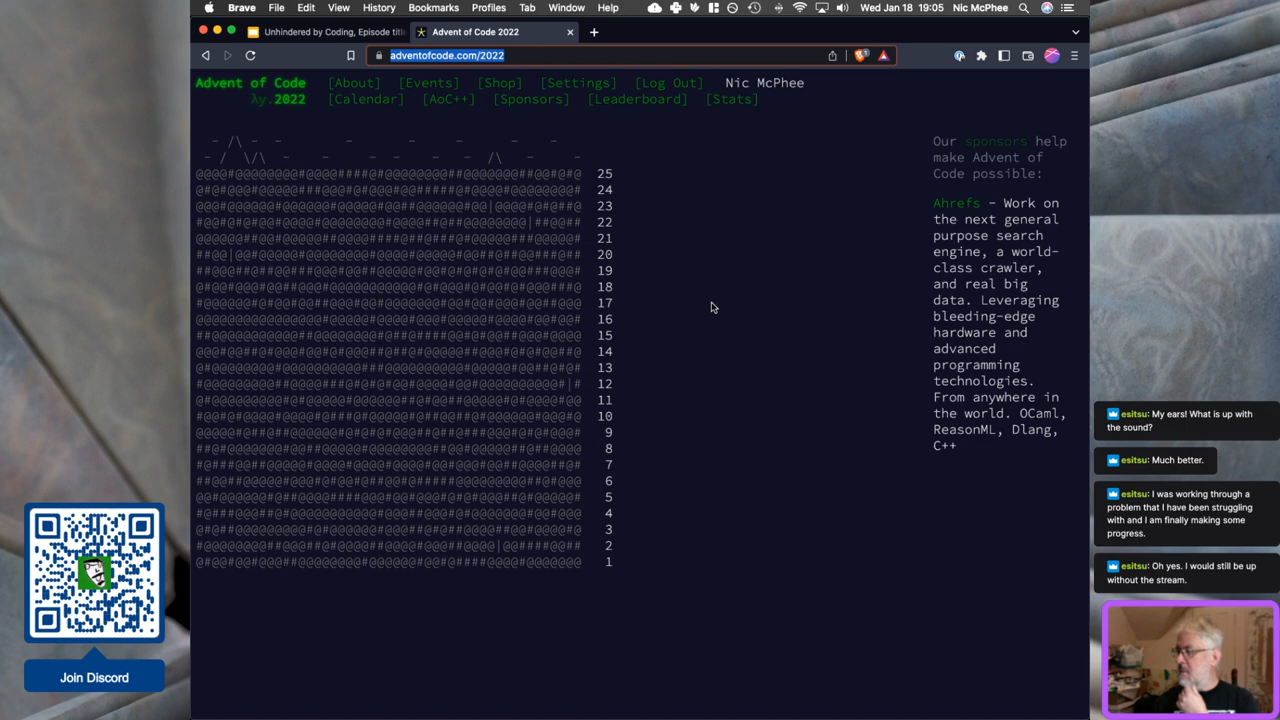 Brave File Edit View History Bookmarks Profiles Tab Window Help Wed Jan 18 19:05 Nic McPhee
Unhindered by Coding, Episode title
Advent of Code 2022
adventofcode.com/2022
Advent of Code [About] [Events] [Shop] [Settings] [Log Out] Nic McPhee
λy.2022 [Calendar] [AoC++] [Sponsors] [Leaderboard] [Stats]
25
24
23
22
21
20
19
18
17
16
15
14
13
12
11
10
9
8
7
6
5
4
3
2
1
Our sponsors help
make Advent of
Code possible:
Ahrefs - Work on
the next general
purpose search
engine, a world-
class crawler,
and real big
data. Leveraging
bleeding-edge
hardware and
advanced
programming
technologies.
From anywhere in
the world. OCaml,
ReasonML, Dlang,
C++
esitsu: My ears! What is up with
the sound?
esitsu: Much better.
esitsu: I was working through a
problem that I have been struggling
with and I am finally making some
progress.
esitsu: Oh yes. I would still be up
without the stream.
Join Discord